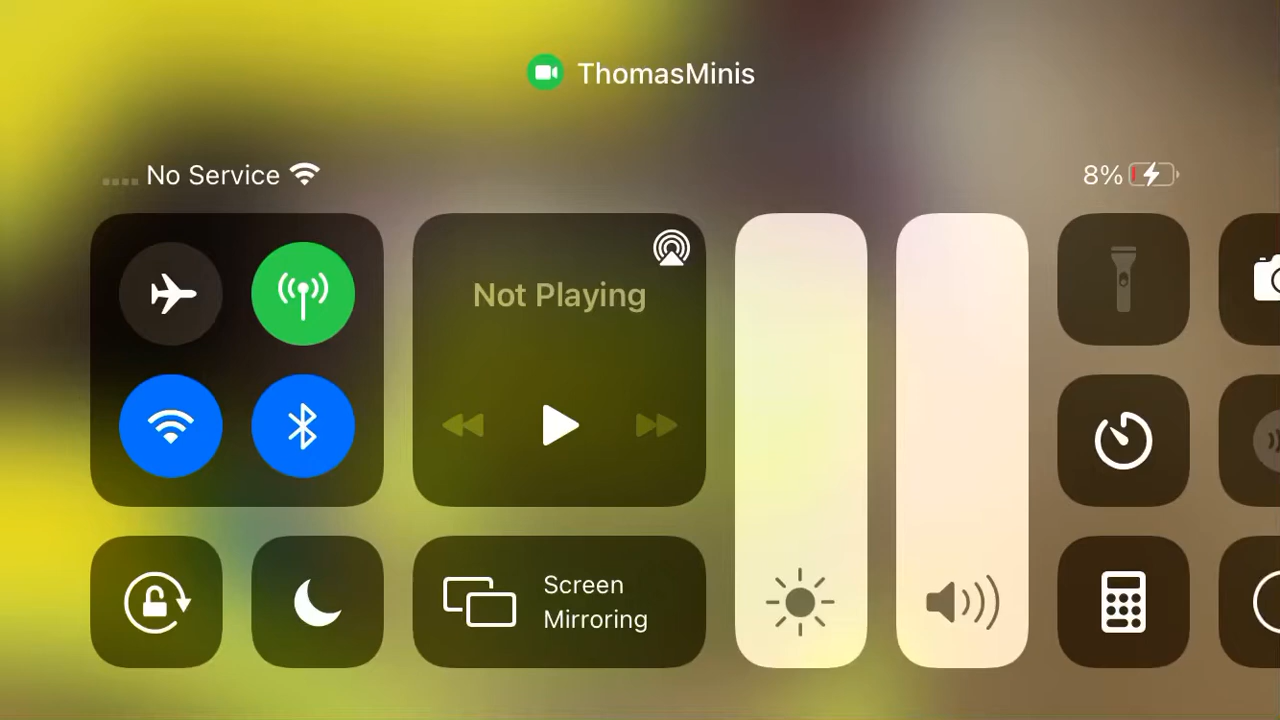 ThomasMinis
No Service
8%
Not Playing
Screen
Mirroring